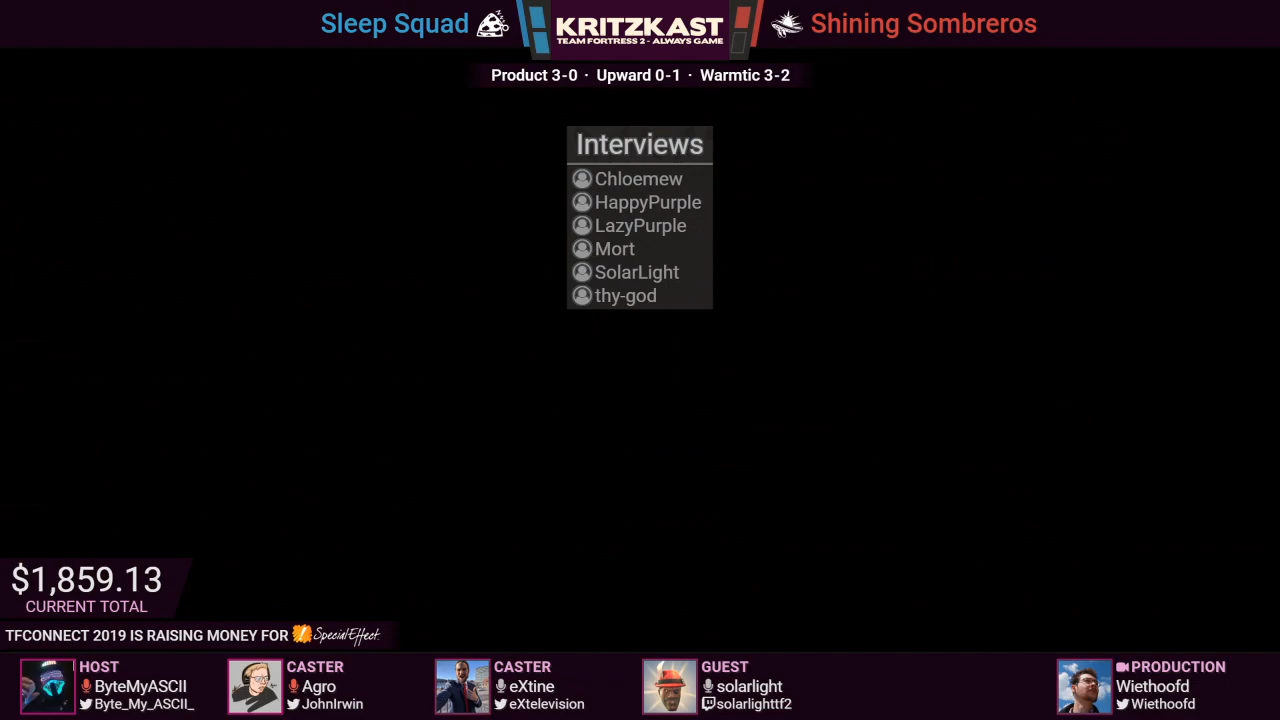 Sleep Squad
KRITZKAST
TEAM FORTRESS 2 - ALWAYS GAME
Shining Sombreros
Product 3-0 · Upward 0-1 · Warmtic 3-2
Interviews
Chloemew
HappyPurple
LazyPurple
Mort
SolarLight
thy-god
$1,859.13
CURRENT TOTAL
TFCONNECT 2019 IS RAISING MONEY FOR SpecialEffect
HOST
ByteMyASCII
Byte_My_ASCII_
CASTER
Agro
JohnIrwin
CASTER
eXtine
eXtelevision
GUEST
solarlight
solarlighttf2
PRODUCTION
Wiethoofd
Wiethoofd